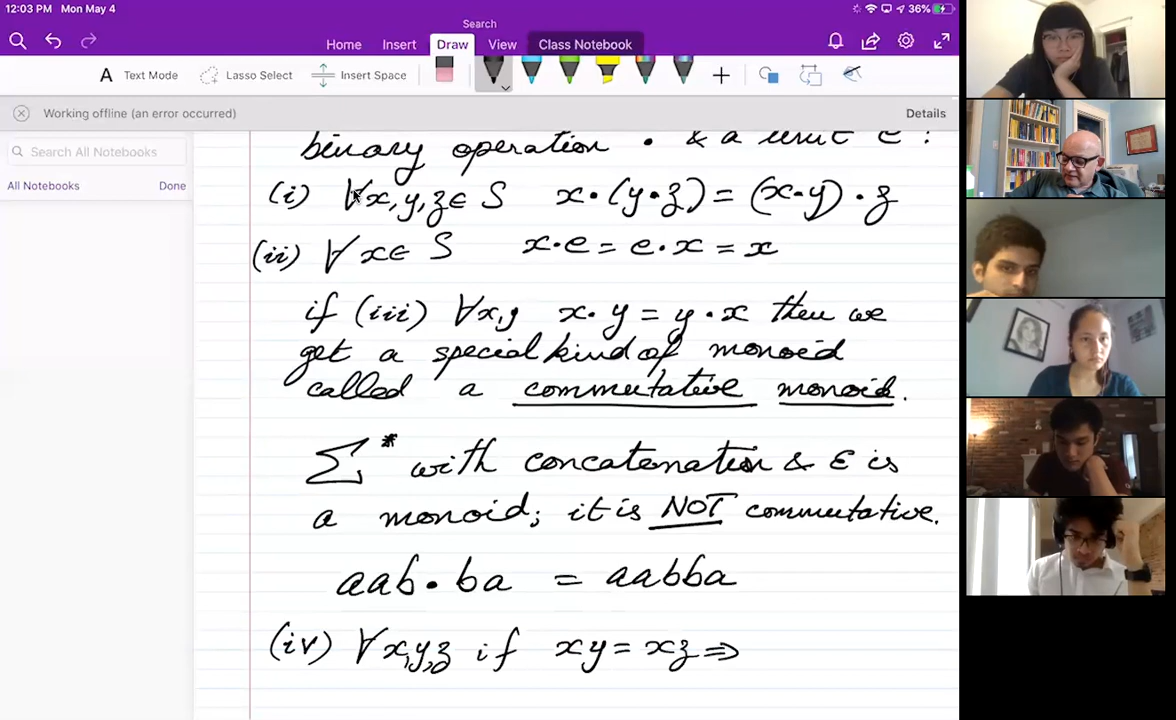 12:03 PM Mon May 4
36%
Search
Home Insert Draw View Class Notebook
A Text Mode Lasso Select Insert Space
Working offline (an error occurred) Details
Search All Notebooks
All Notebooks Done
binary operation • & a unit e :
(i) ∀x,y,z∈ S x•(y•z) = (x•y)•z
(ii) ∀ x∈ S x•e = e•x = x
if (iii) ∀x,y x•y = y•x then we
get a special kind of monoid
called a commutative monoid.
Σ* with concatenation & ε is
a monoid; it is NOT commutative.
aab•ba = aabba
(iv) ∀x,y,z if xy = xz ⇒